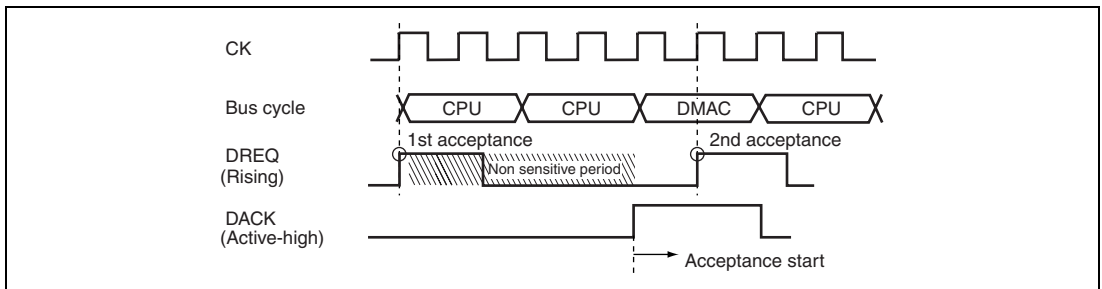 CK
Bus cycle
CPU CPU DMAC CPU
1st acceptance 2nd acceptance
DREQ
(Rising)
Non sensitive period
DACK
(Active-high)
Acceptance start